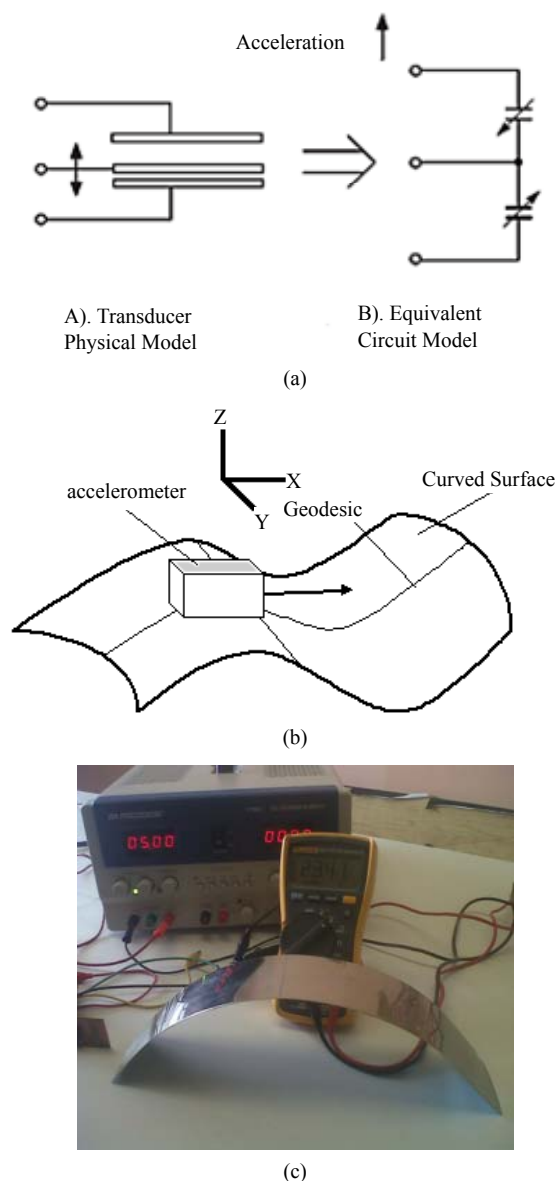 Acceleration
A). Transducer
Physical Model
B). Equivalent
Circuit Model
(a)
Z
X
Y
accelerometer
Geodesic
Curved Surface
(b)
05.00
(c)